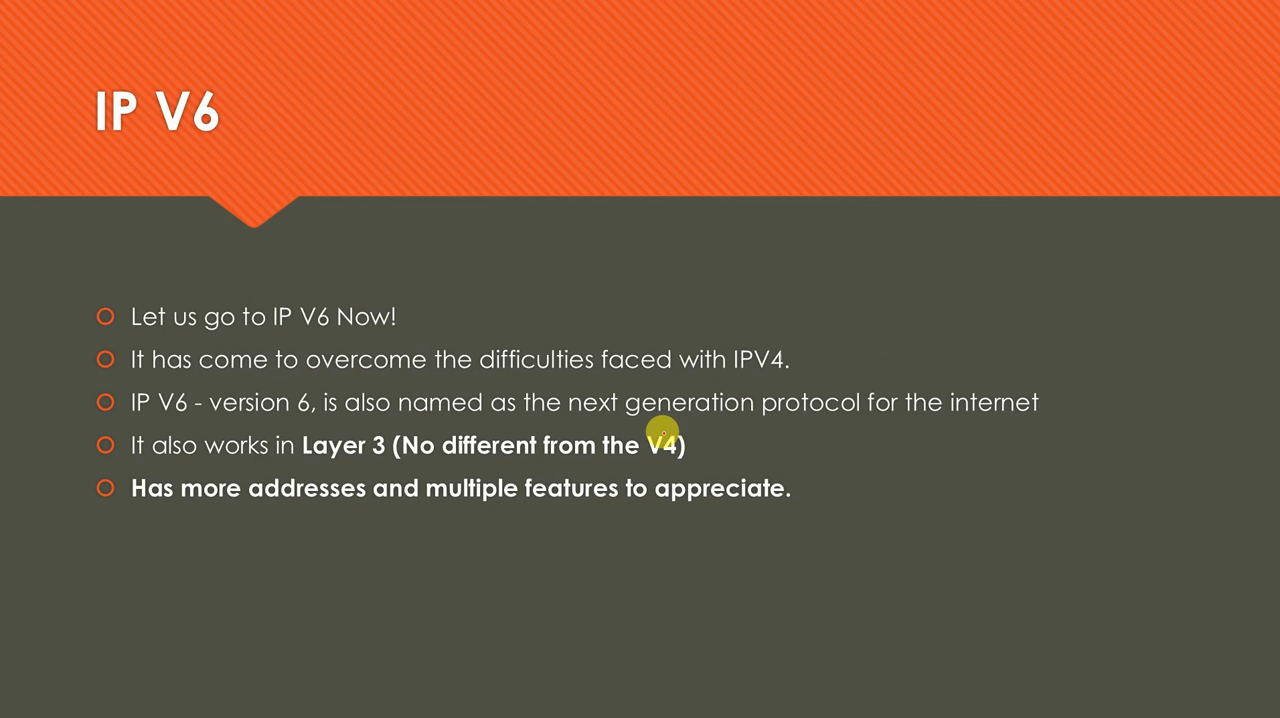 IP V6
Let us go to IP V6 Now!
It has come to overcome the difficulties faced with IPV4.
IP V6 - version 6, is also named as the next generation protocol for the internet
It also works in Layer 3 (No different from the V4)
Has more addresses and multiple features to appreciate.